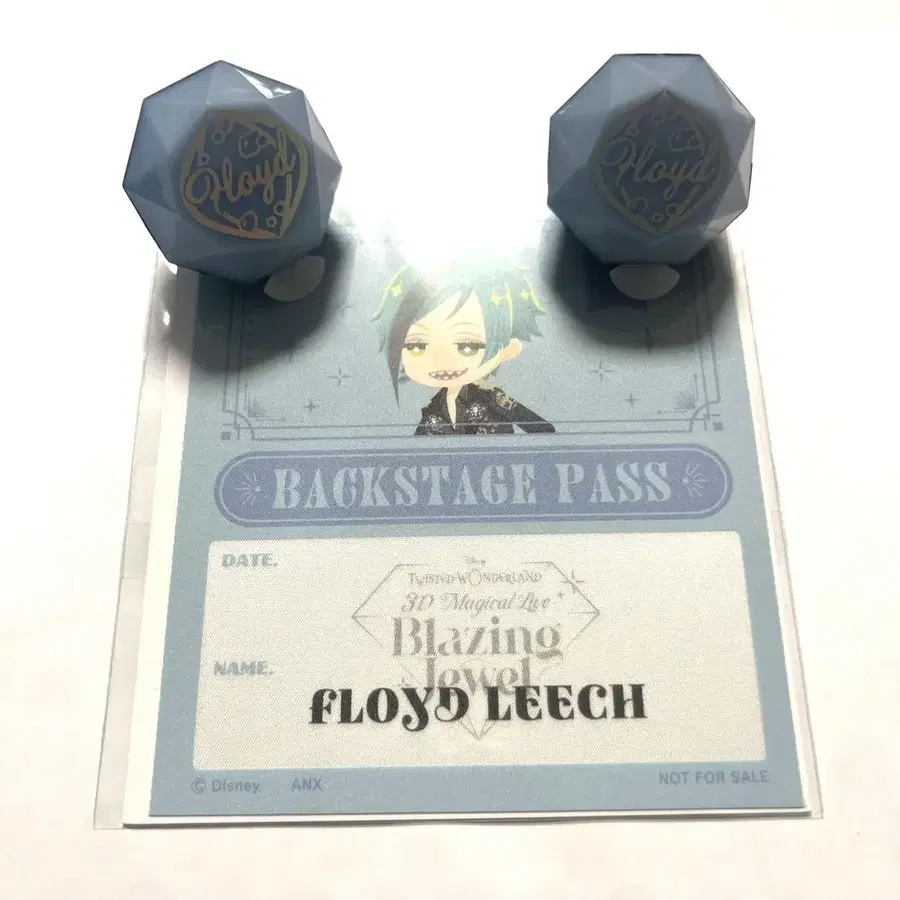 Floyd
Floyd
BACKSTAGE PASS
DATE.
Disney
TWISTED-WONDERLAND
3D Magical Live
Blazing
Jewel
NAME.
FLOYD LEECH
© Disney ANX
NOT FOR SALE